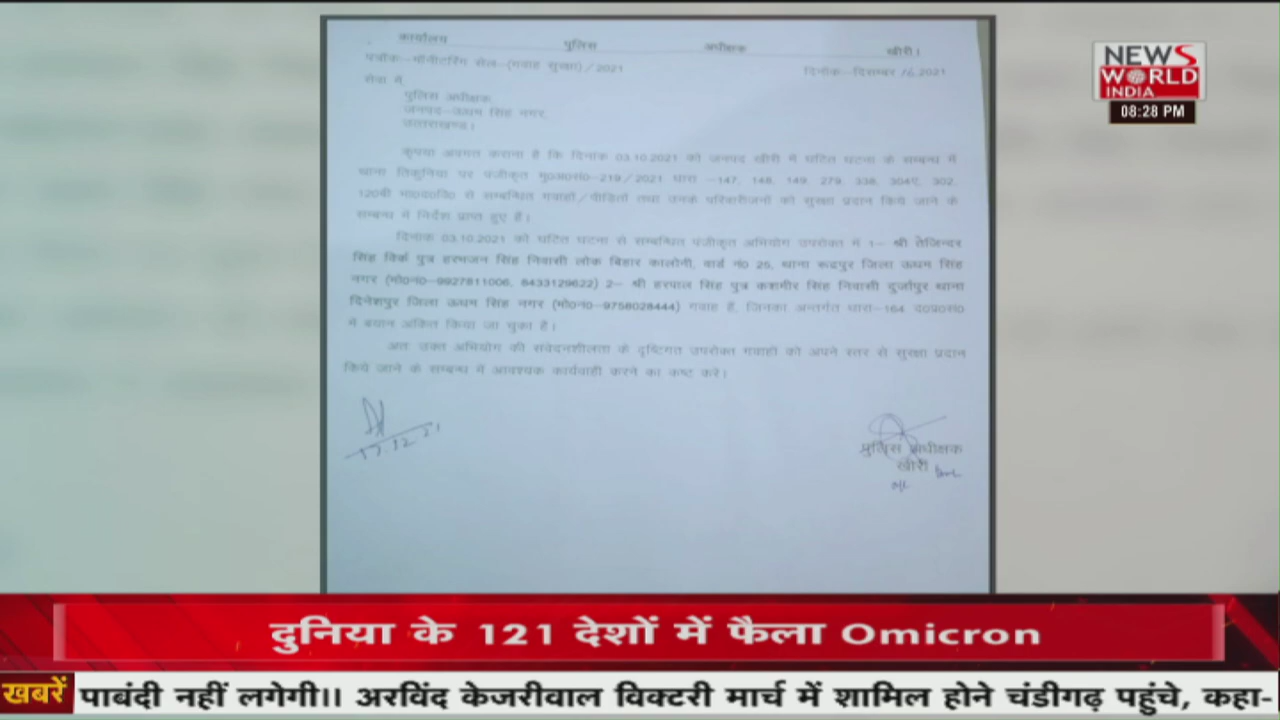 कार्यालय पुलिस अधीक्षक खीरी।
पत्रांक-मॉनीटरिंग सेल-(गवाह सुरक्षा)/2021 दिनांक-दिसम्बर /6,2021
सेवा में,
पुलिस अधीक्षक,
जनपद-ऊधम सिंह नगर,
उत्तराखण्ड।
कृपया अवगत कराना है कि दिनांक 03.10.2021 को जनपद खीरी में घटित घटना के सम्बन्ध में
थाना तिकुनिया पर पंजीकृत मु0अ0सं0-219/2021 धारा -147, 148, 149, 279, 338, 304ए, 302,
120बी भा0द0वि0 से सम्बन्धित गवाहों/पीडितों तथा उनके परिवारीजनों को सुरक्षा प्रदान किये जाने के
सम्बन्ध में निर्देश प्राप्त हुए हैं।
दिनांक 03.10.2021 को घटित घटना से सम्बन्धित पंजीकृत अभियोग उपरोक्त में 1- श्री तेजिन्दर
सिंह विर्क पुत्र हरभजन सिंह निवासी लोक बिहार कालोनी, वार्ड नं0 25, थाना रूद्रपुर जिला ऊधम सिंह
नगर (मो0नं0-9927811006, 8433129622) 2- श्री हरपाल सिंह पुत्र कशमीर सिंह निवासी दुर्जापुर थाना
दिनेशपुर जिला ऊधम सिंह नगर (मो0नं0-9758028444) गवाह हैं, जिनका अन्तर्गत धारा-164 द0प्र0सं0
में बयान अंकित किया जा चुका है।
अतः उक्त अभियोग की संवेदनशीलता के दृष्टिगत उपरोक्त गवाहों को अपने स्तर से सुरक्षा प्रदान
किये जाने के सम्बन्ध में आवश्यक कार्यवाही करने का कष्ट करें।
17.12.21
पुलिस अधीक्षक
खीरी
NEWS
WORLD
INDIA
08:28 PM
दुनिया के 121 देशों में फैला Omicron
खबरें पाबंदी नहीं लगेगी।। अरविंद केजरीवाल विक्टरी मार्च में शामिल होने चंडीगढ़ पहुंचे, कहा-